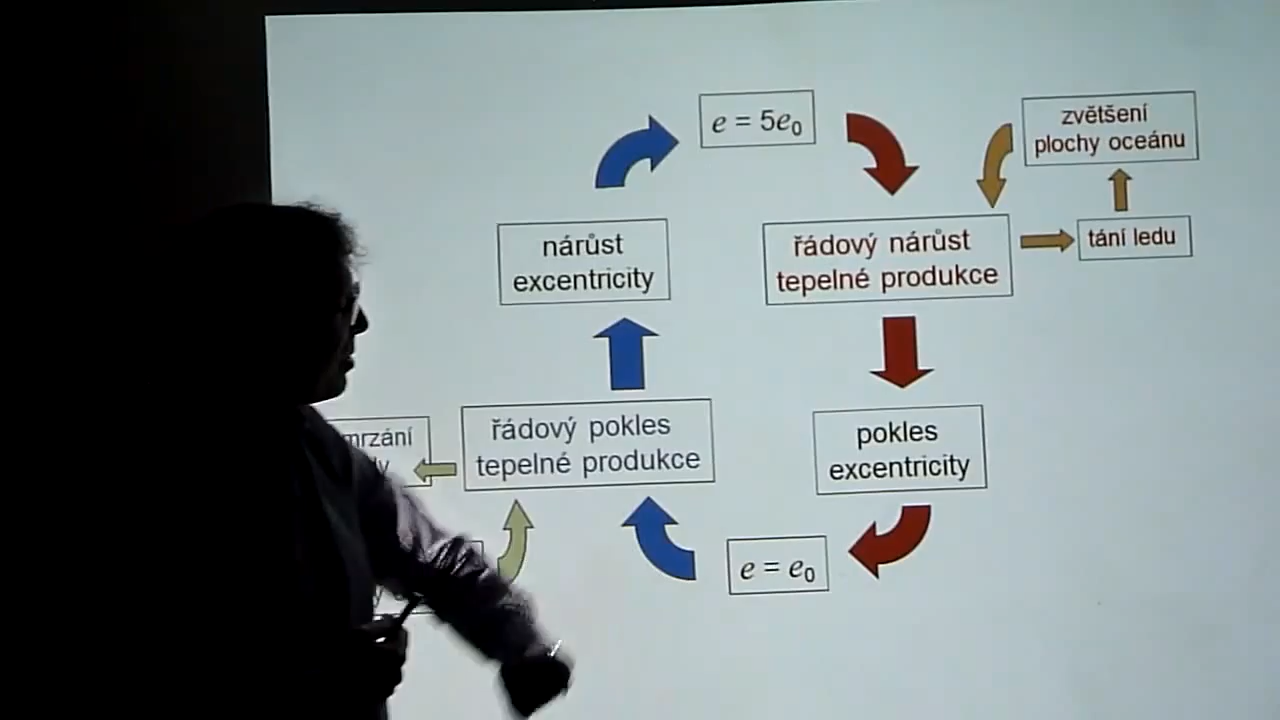 e = 5e0
zvětšení
plochy oceánu
nárůst
excentricity
řádový nárůst
tepelné produkce
tání ledu
řádový pokles
tepelné produkce
pokles
excentricity
e = e0